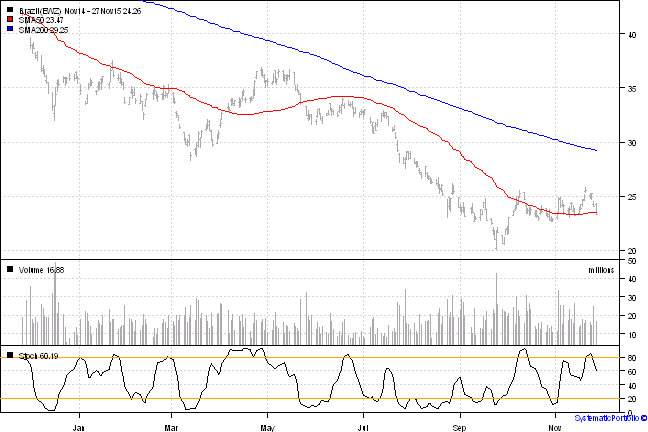 Brazil (EWZ) Nov14 - 27Nov15 24.26
SMA50 23.47
SMA200 29.25
40
35
30
25
20
Volume 16.88
millions
50
40
30
20
10
Stoch 60.19
80
60
40
20
0
Jan Mar May Jul Sep Nov
SystematicPortfolio ©